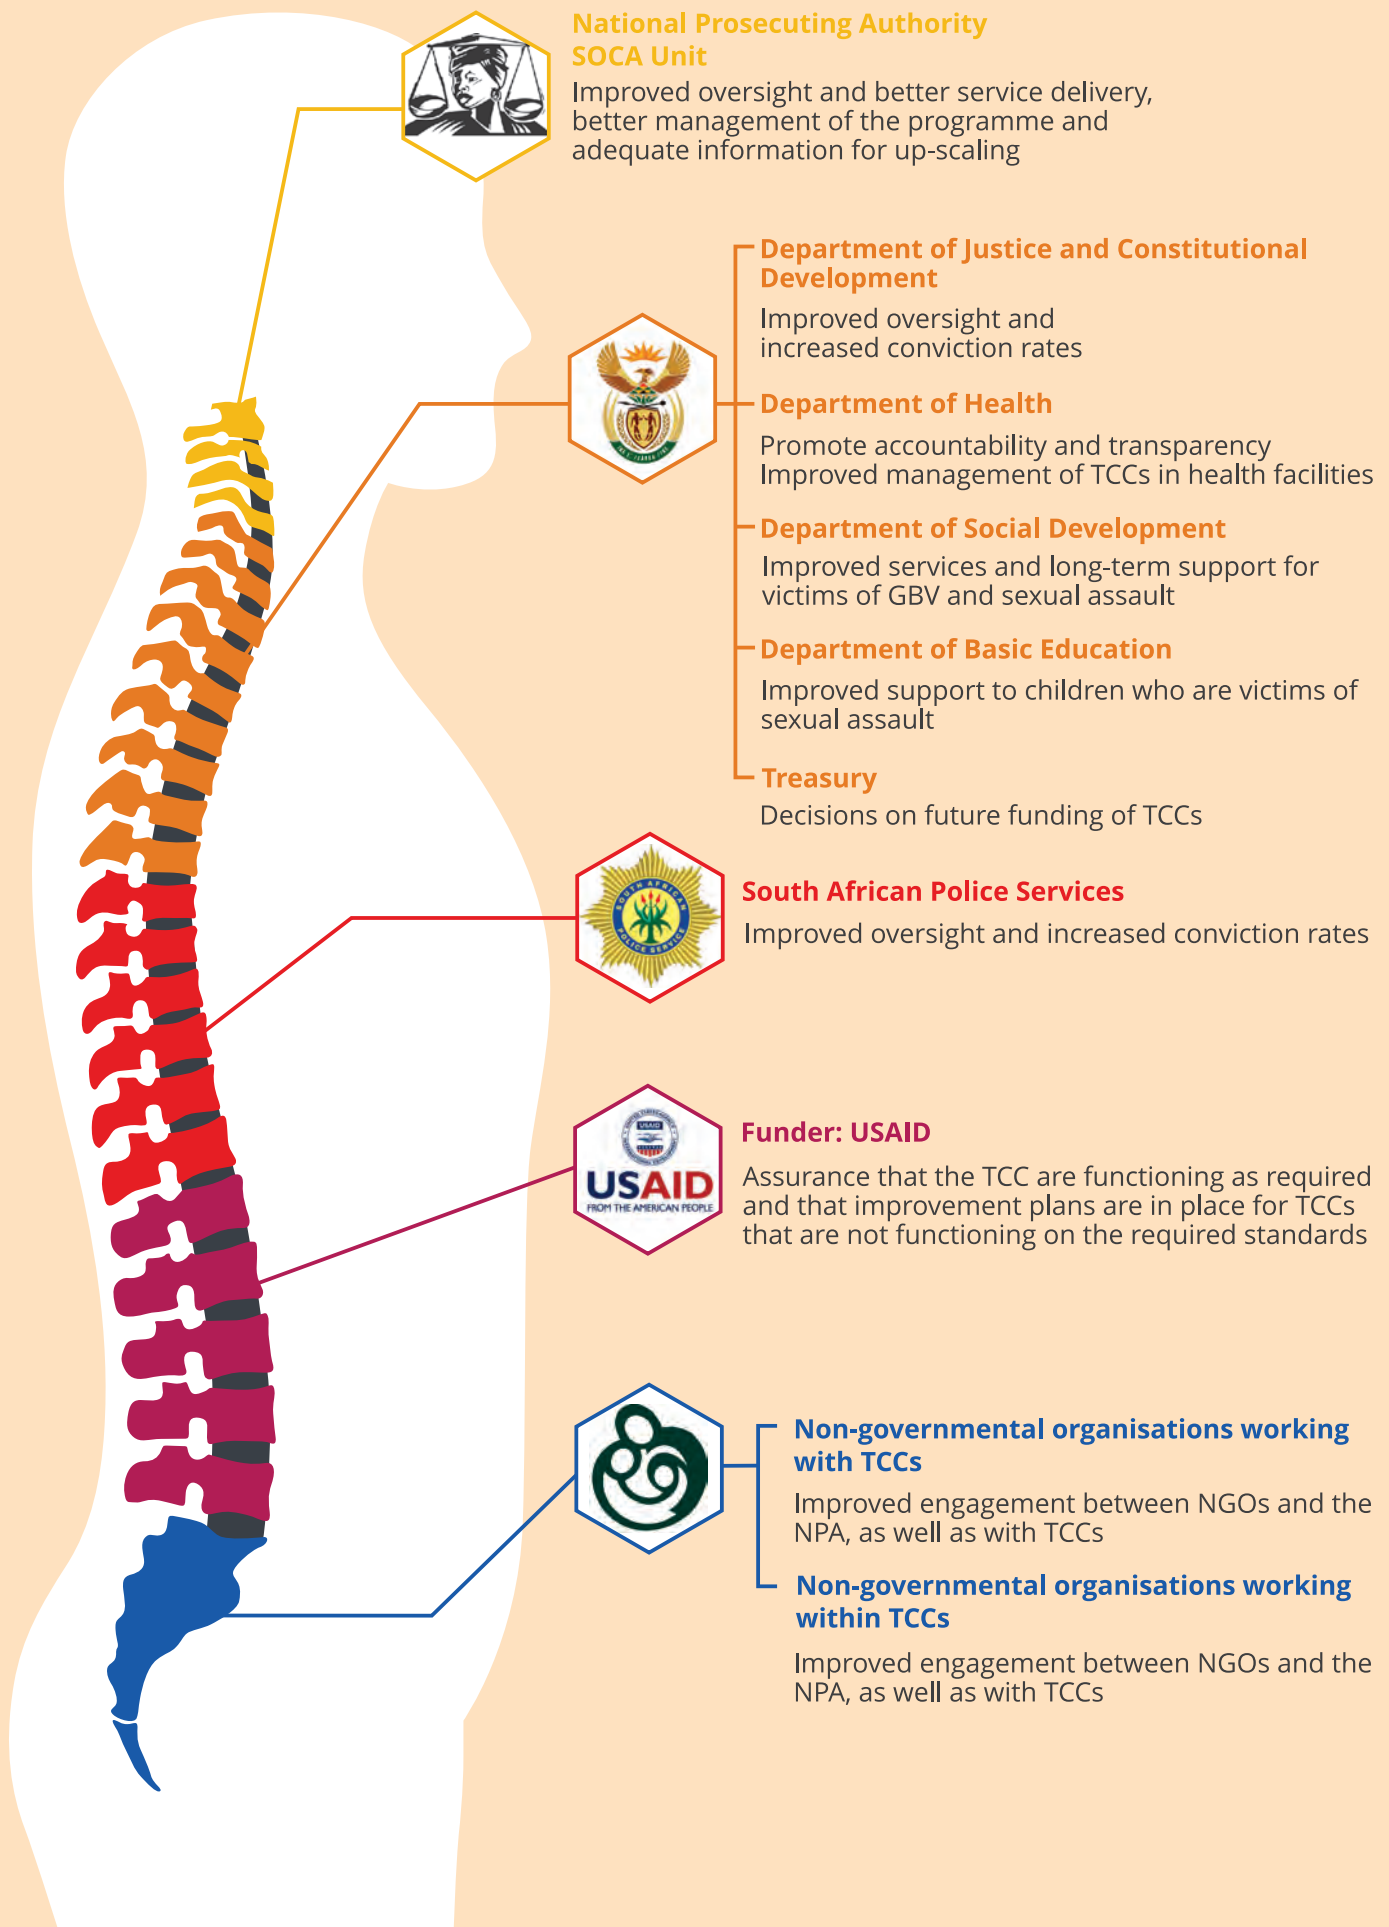 National Prosecuting Authority
SOCA Unit
Improved oversight and better service delivery,
better management of the programme and
adequate information for up-scaling
Department of Justice and Constitutional
Development
Improved oversight and
increased conviction rates
Department of Health
Promote accountability and transparency
Improved management of TCCs in health facilities
Department of Social Development
Improved services and long-term support for
victims of GBV and sexual assault
Department of Basic Education
Improved support to children who are victims of
sexual assault
Treasury
Decisions on future funding of TCCs
SOUTH AFRICAN
POLICE SERVICE
South African Police Services
Improved oversight and increased conviction rates
USAID
USAID
FROM THE AMERICAN PEOPLE
Funder: USAID
Assurance that the TCC are functioning as required
and that improvement plans are in place for TCCs
that are not functioning on the required standards
Non-governmental organisations working
with TCCs
Improved engagement between NGOs and the
NPA, as well as with TCCs
Non-governmental organisations working
within TCCs
Improved engagement between NGOs and the
NPA, as well as with TCCs